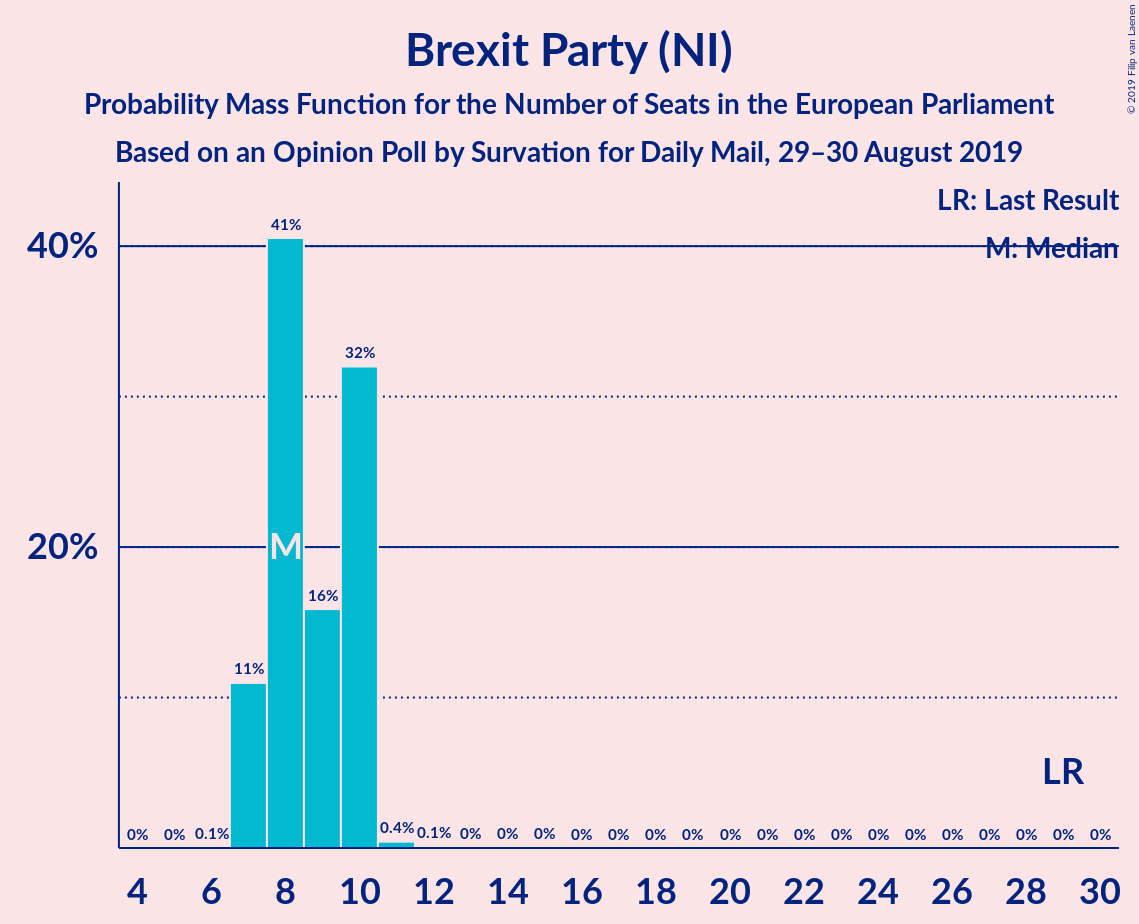 Brexit Party (NI)
Probability Mass Function for the Number of Seats in the European Parliament
Based on an Opinion Poll by Survation for Daily Mail, 29–30 August 2019
© 2019 Filip van Laenen
LR: Last Result
M: Median
40%
20%
41%
32%
16%
11%
M
LR
0% 0% 0.1% 0.4% 0.1% 0% 0% 0% 0% 0% 0% 0% 0% 0% 0% 0% 0% 0% 0% 0% 0% 0% 0%
4 6 8 10 12 14 16 18 20 22 24 26 28 30